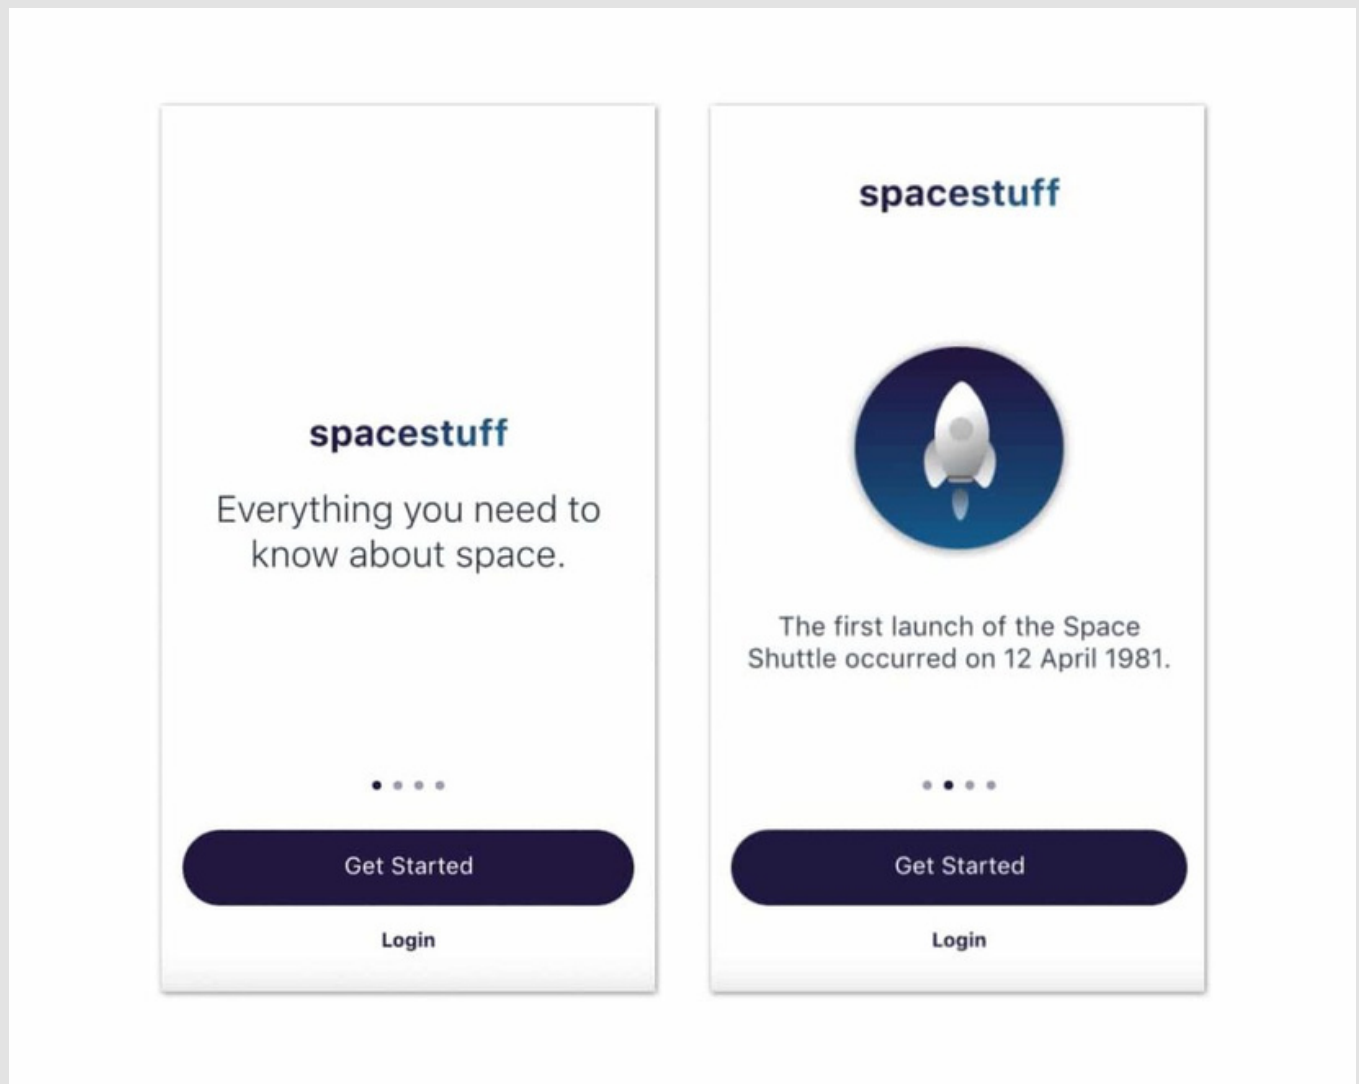 spacestuff
Everything you need to
know about space.
Get Started
Login
spacestuff
The first launch of the Space
Shuttle occurred on 12 April 1981.
Get Started
Login